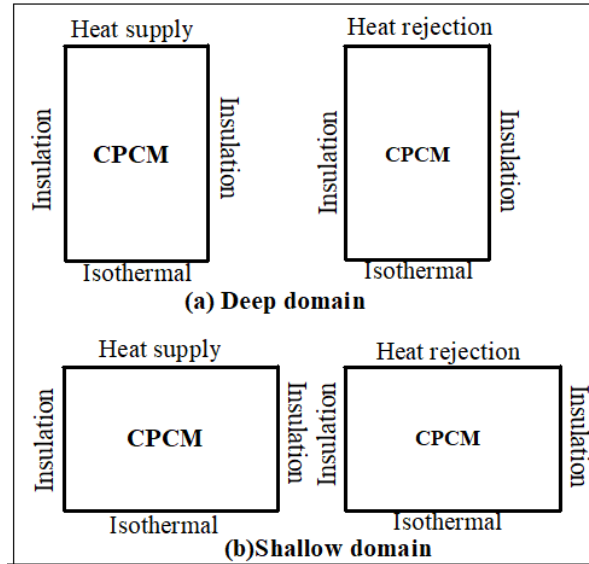 Heat supply
Insulation
CPCM
Insulation
Isothermal
Heat rejection
Insulation
CPCM
Insulation
Isothermal
(a) Deep domain
Heat supply
Insulation
CPCM
Insulation
Isothermal
Heat rejection
Insulation
CPCM
Insulation
Isothermal
(b)Shallow domain